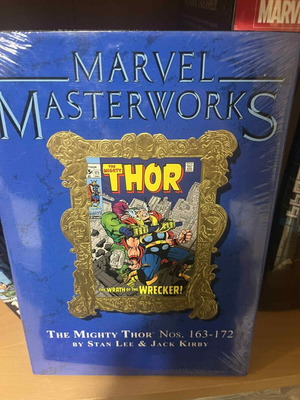 MARVEL
MARVEL
MASTERWORKS
THE MIGHTY
THOR
THE WRATH OF THE WRECKER!
THE MIGHTY THOR NOS. 163-172
BY STAN LEE & JACK KIRBY